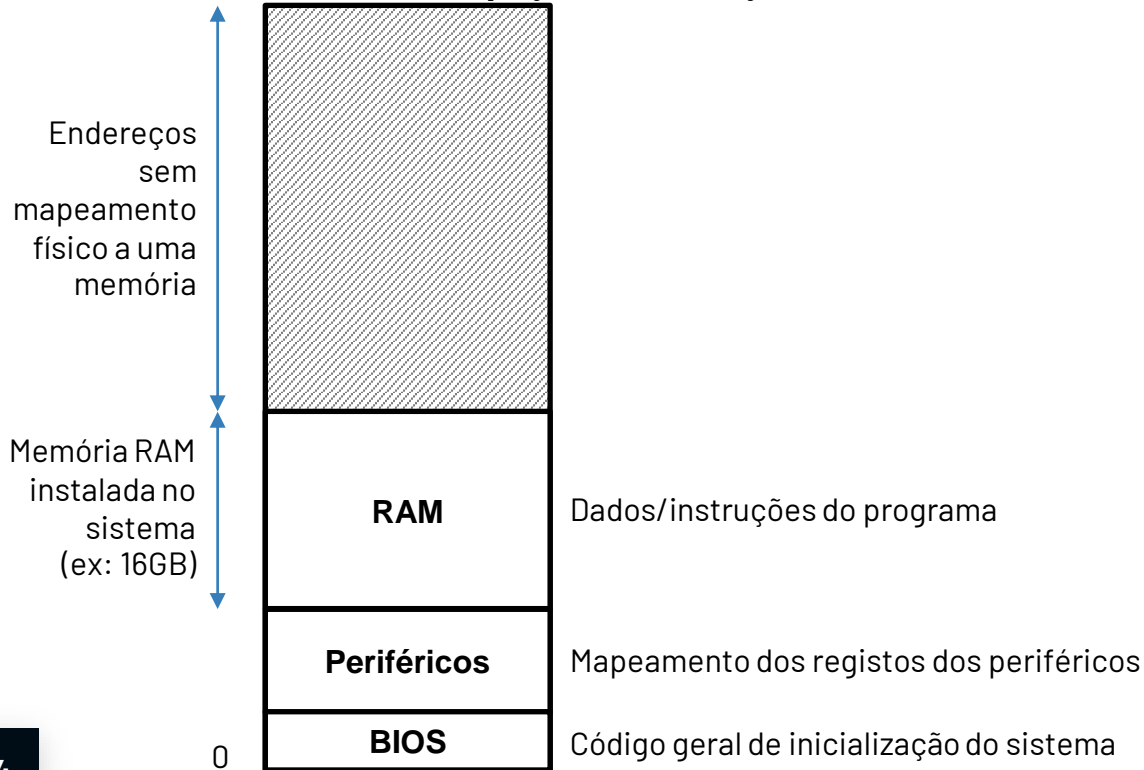 Endereços
sem
mapeamento
físico a uma
memória
Memória RAM
instalada no
sistema
(ex: 16GB)
RAM
Dados/instruções do programa
Periféricos
Mapeamento dos registos dos periféricos
BIOS
Código geral de inicialização do sistema
0